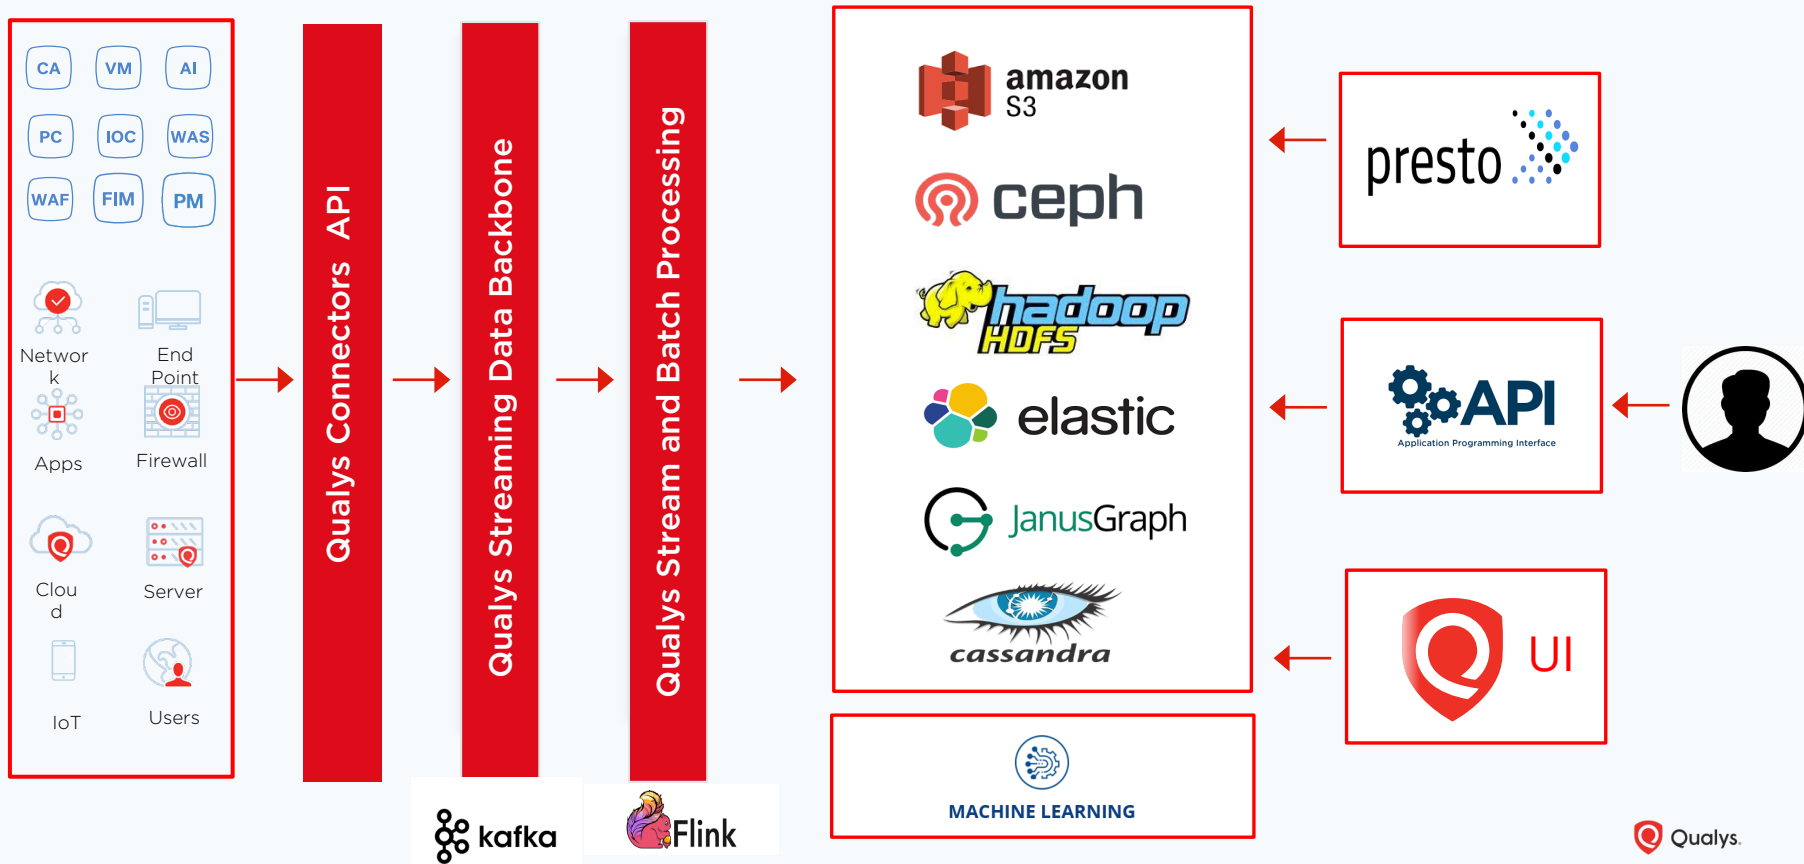 CA
VM
AI
PC
IOC
WAS
WAF
FIM
PM
Networ
k
End
Point
Apps
Firewall
Clou
d
Server
IoT
Users
Qualys Connectors API
Qualys Streaming Data Backbone
Qualys Stream and Batch Processing
kafka
Flink
amazon
S3
ceph
hadoop
HDFS
elastic
JanusGraph
cassandra
MACHINE LEARNING
presto
API
Application Programming Interface
UI
Qualys.